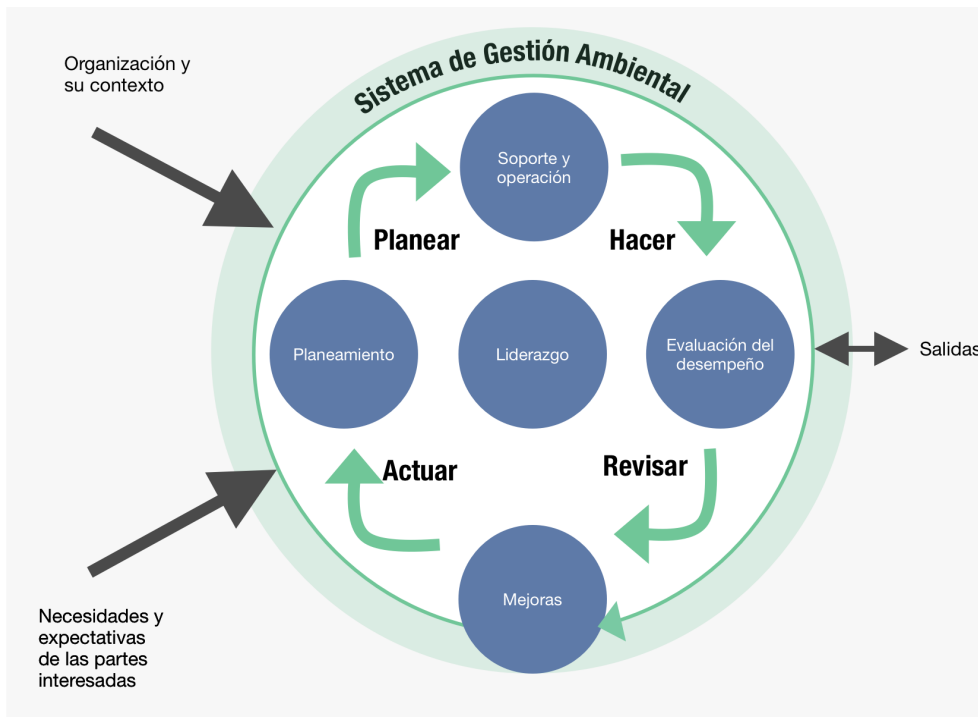 Organización y
su contexto
Sistema de Gestión Ambiental
Soporte y
operación
Planear
Hacer
Planeamiento
Liderazgo
Evaluación del
desempeño
Salidas
Actuar
Revisar
Mejoras
Necesidades y
expectativas
de las partes
interesadas